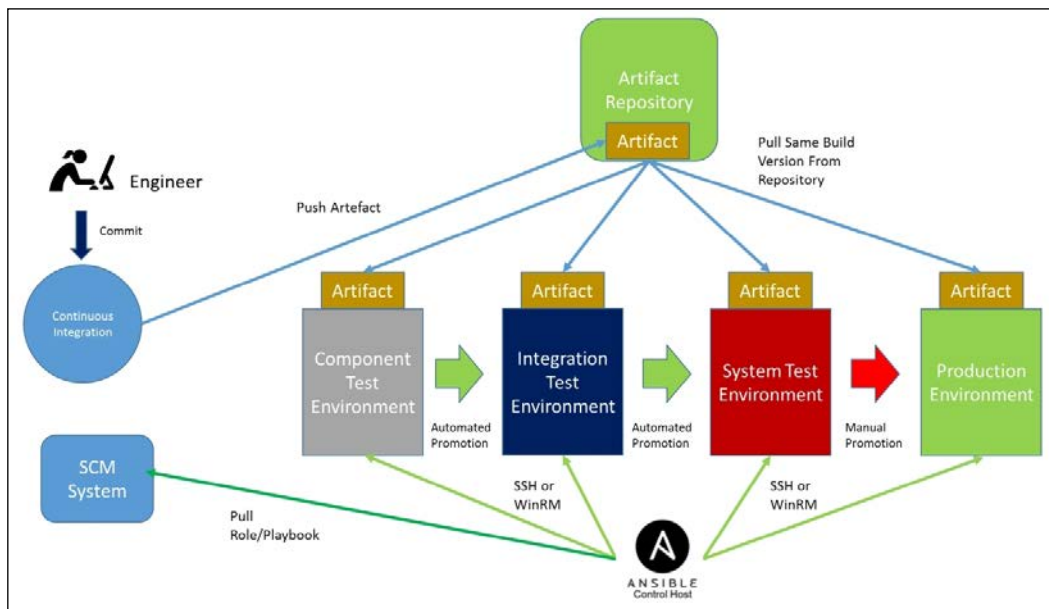 Artifact
Repository
Artifact
Pull Same Build
Version From
Repository
Engineer
Push Artefact
Commit
Continuous
Integration
Artifact
Artifact
Artifact
Artifact
Component
Test
Environment
Integration
Test
Environment
System Test
Environment
Production
Environment
Automated
Promotion
Automated
Promotion
Manual
Promotion
SCM
System
SSH or
WinRM
SSH or
WinRM
Pull
Role/Playbook
ANSIBLE
Control Host